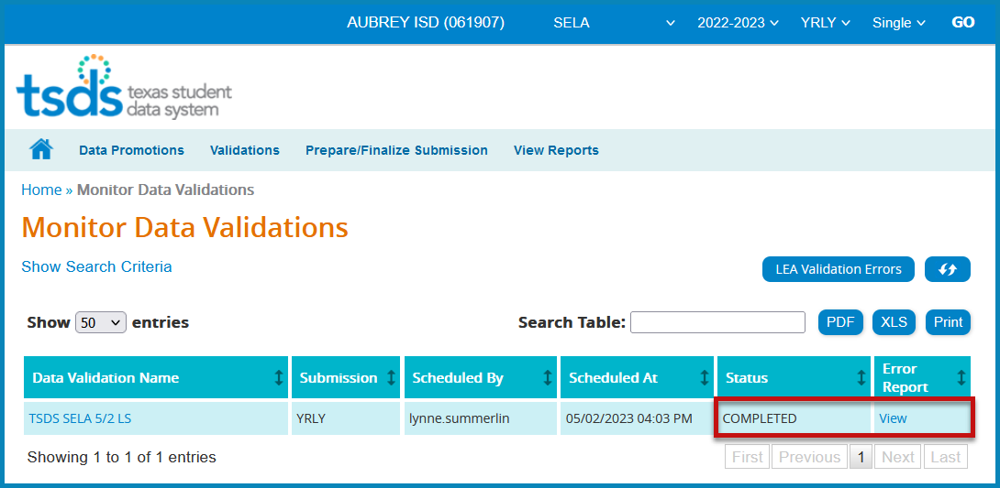 AUBREY ISD (061907) SELA 2022-2023 YRLY Single GO
tsds texas student
data system
Data Promotions Validations Prepare/Finalize Submission View Reports
Home » Monitor Data Validations
Monitor Data Validations
Show Search Criteria
LEA Validation Errors
Show 50 entries Search Table: PDF XLS Print
Data Validation Name Submission Scheduled By Scheduled At Status Error Report
TSDS SELA 5/2 LS YRLY lynne.summerlin 05/02/2023 04:03 PM COMPLETED View
Showing 1 to 1 of 1 entries First Previous 1 Next Last